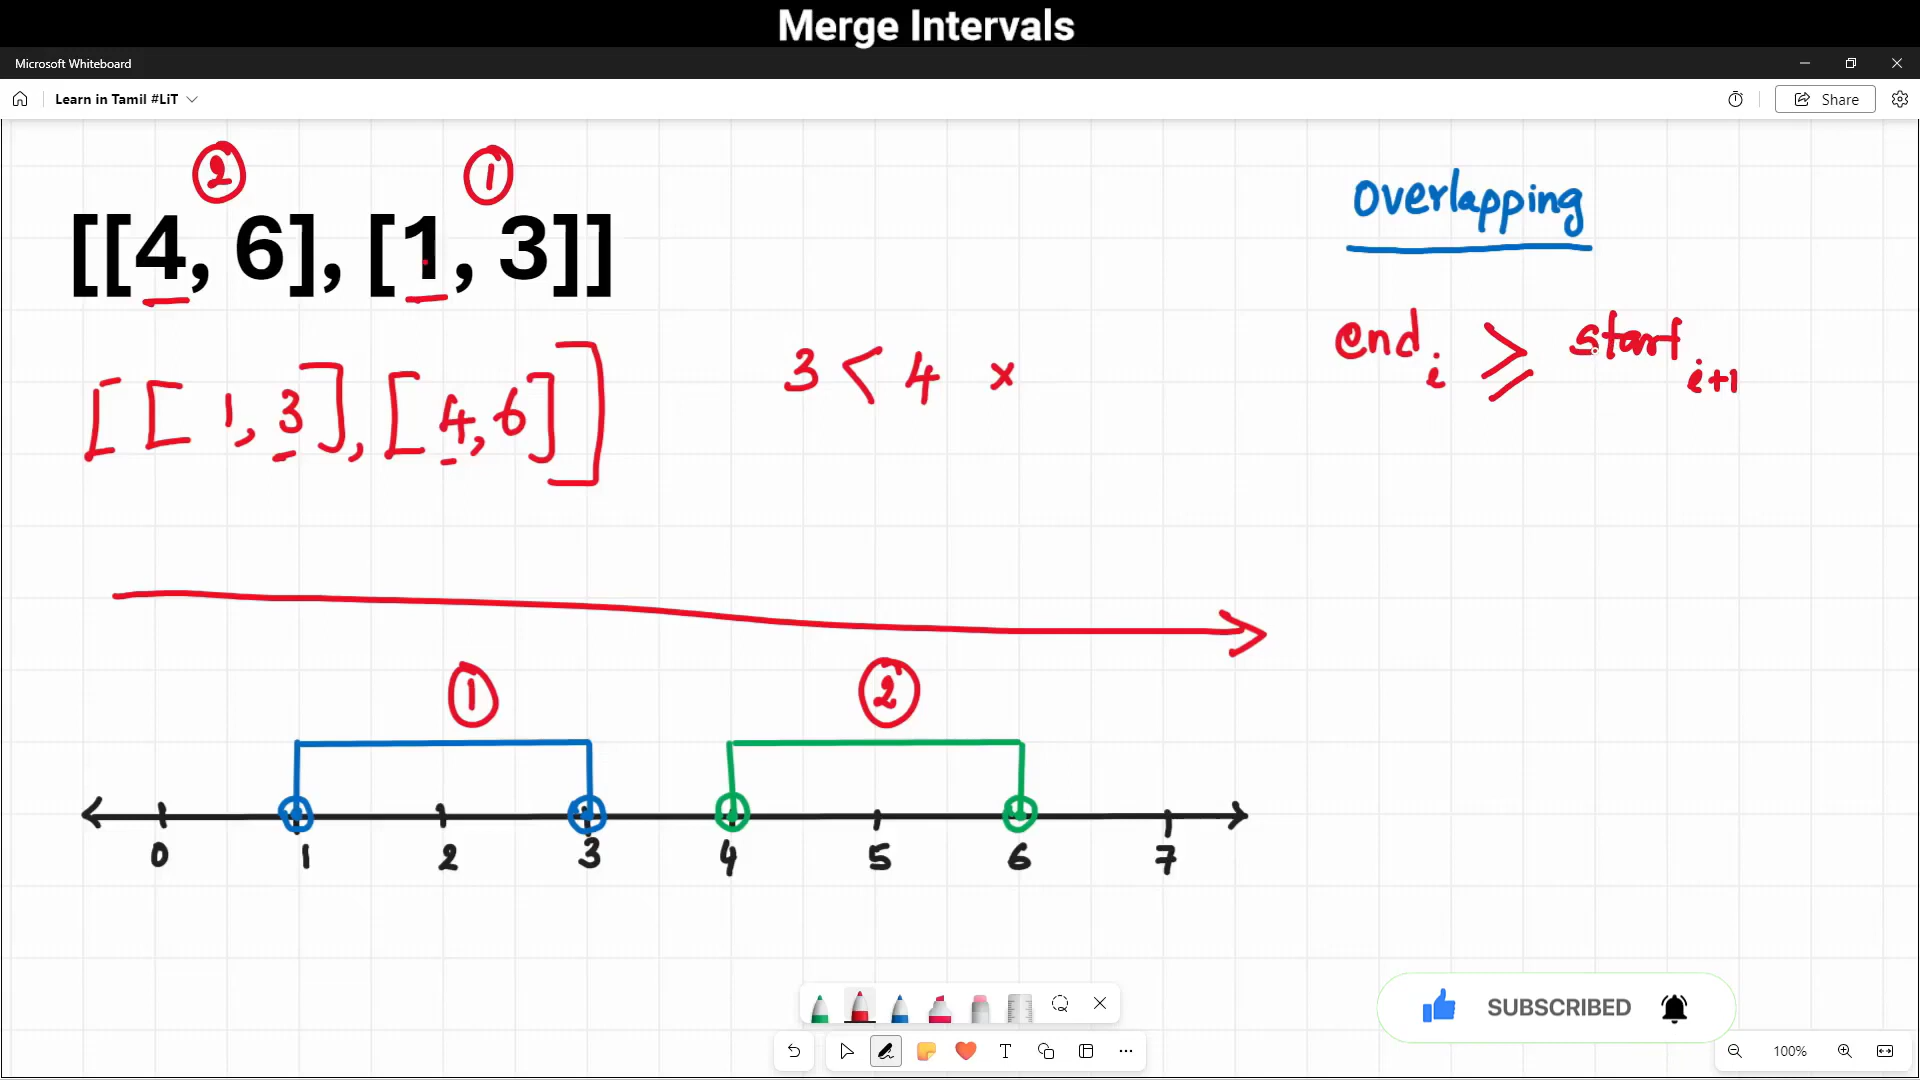 Merge Intervals
Microsoft Whiteboard
Learn in Tamil #LiT
Share
2 1
[[4, 6], [1, 3]]
Overlapping
end i ≥ start i+1
3 < 4 ×
[[1, 3], [4, 6]]
1 2
0 1 2 3 4 5 6 7
SUBSCRIBED
T
100%